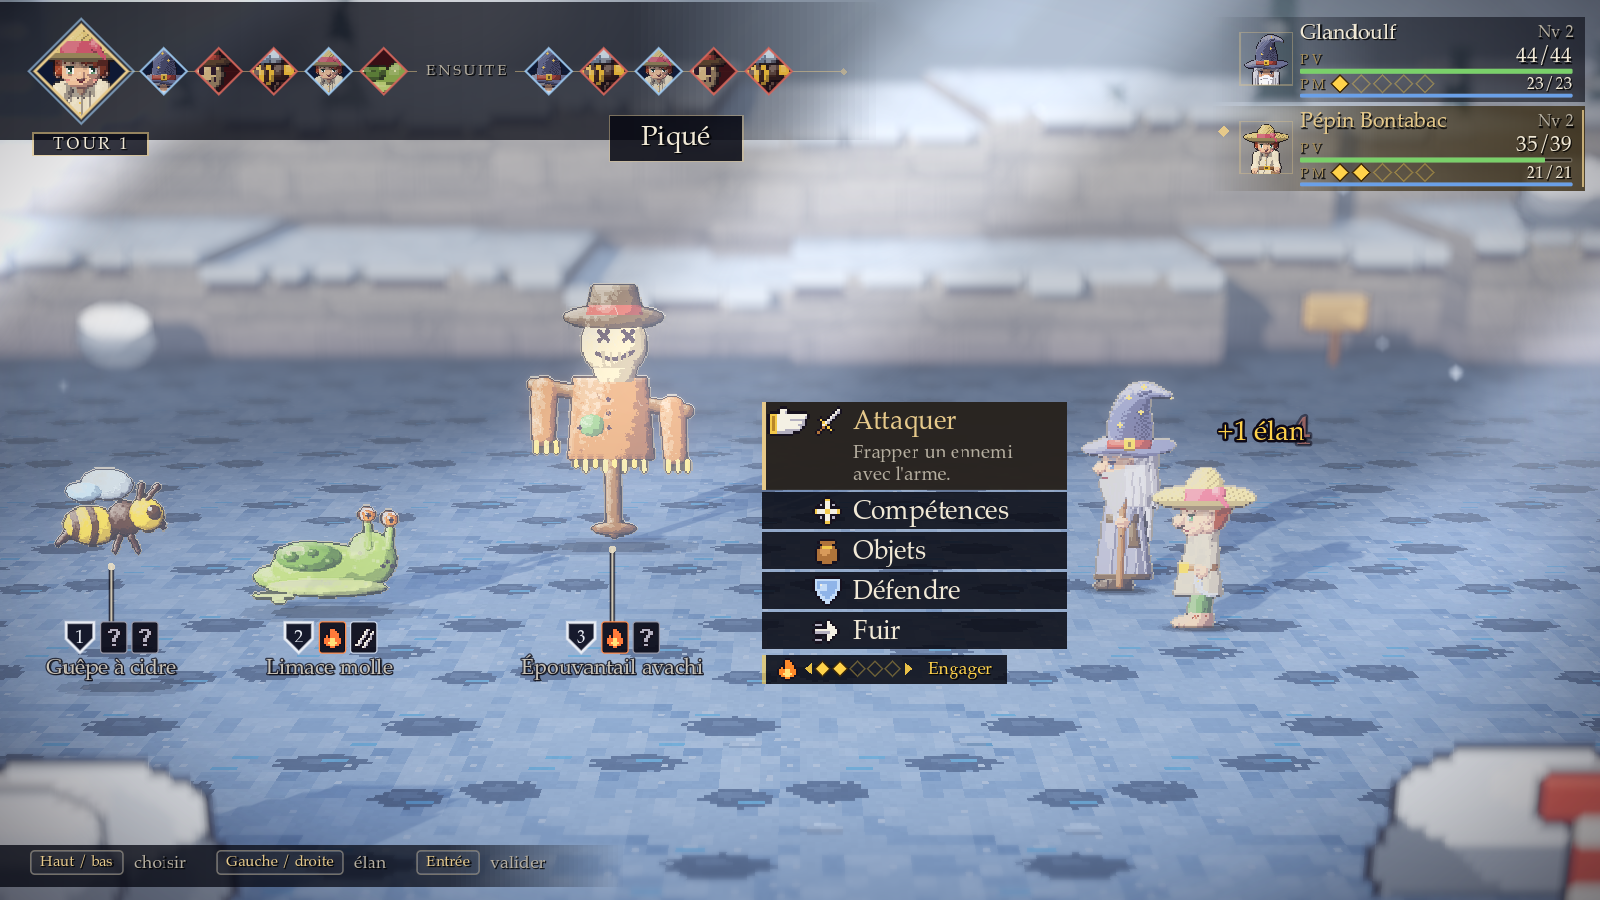 TOUR 1
ENSUITE
Piqué
Glandoulf
Nv 2
PV
44/44
PM
23/23
Pépin Bontabac
Nv 2
PV
35/39
PM
21/21
+1 élan
Attaquer
Frapper un ennemi
avec l'arme.
Compétences
Objets
Défendre
Fuir
Engager
1 ? ?
Guêpe à cidre
2
Limace molle
3 ?
Épouvantail avachi
Haut / bas choisir Gauche / droite élan Entrée valider